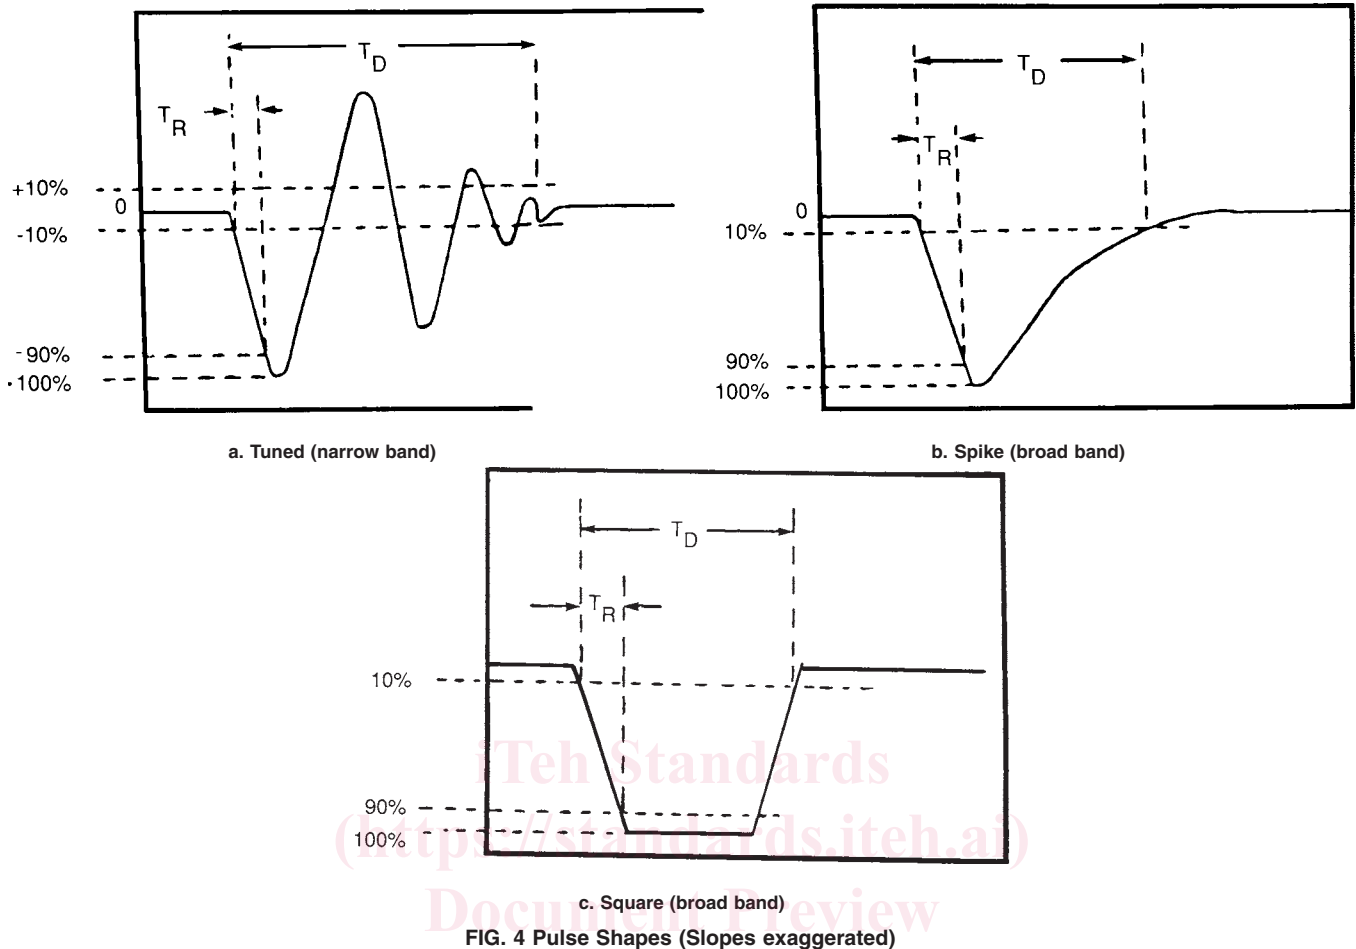 T_D
T_R
+10%
0
-10%
-90%
-100%
a. Tuned (narrow band)
T_D
T_R
0
10%
90%
100%
b. Spike (broad band)
T_D
T_R
10%
90%
100%
iTeh Standards
(https://standards.iteh.ai)
Document Preview
c. Square (broad band)
FIG. 4 Pulse Shapes (Slopes exaggerated)